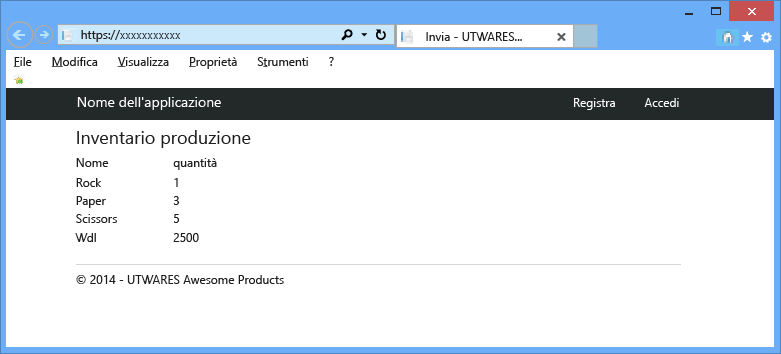 https://xxxxxxxxxxx Invia - UTWARES...
File Modifica Visualizza Proprietà Strumenti ?
Nome dell'applicazione Registra Accedi
Inventario produzione
Nome quantità
Rock 1
Paper 3
Scissors 5
Wdl 2500
© 2014 - UTWARES Awesome Products